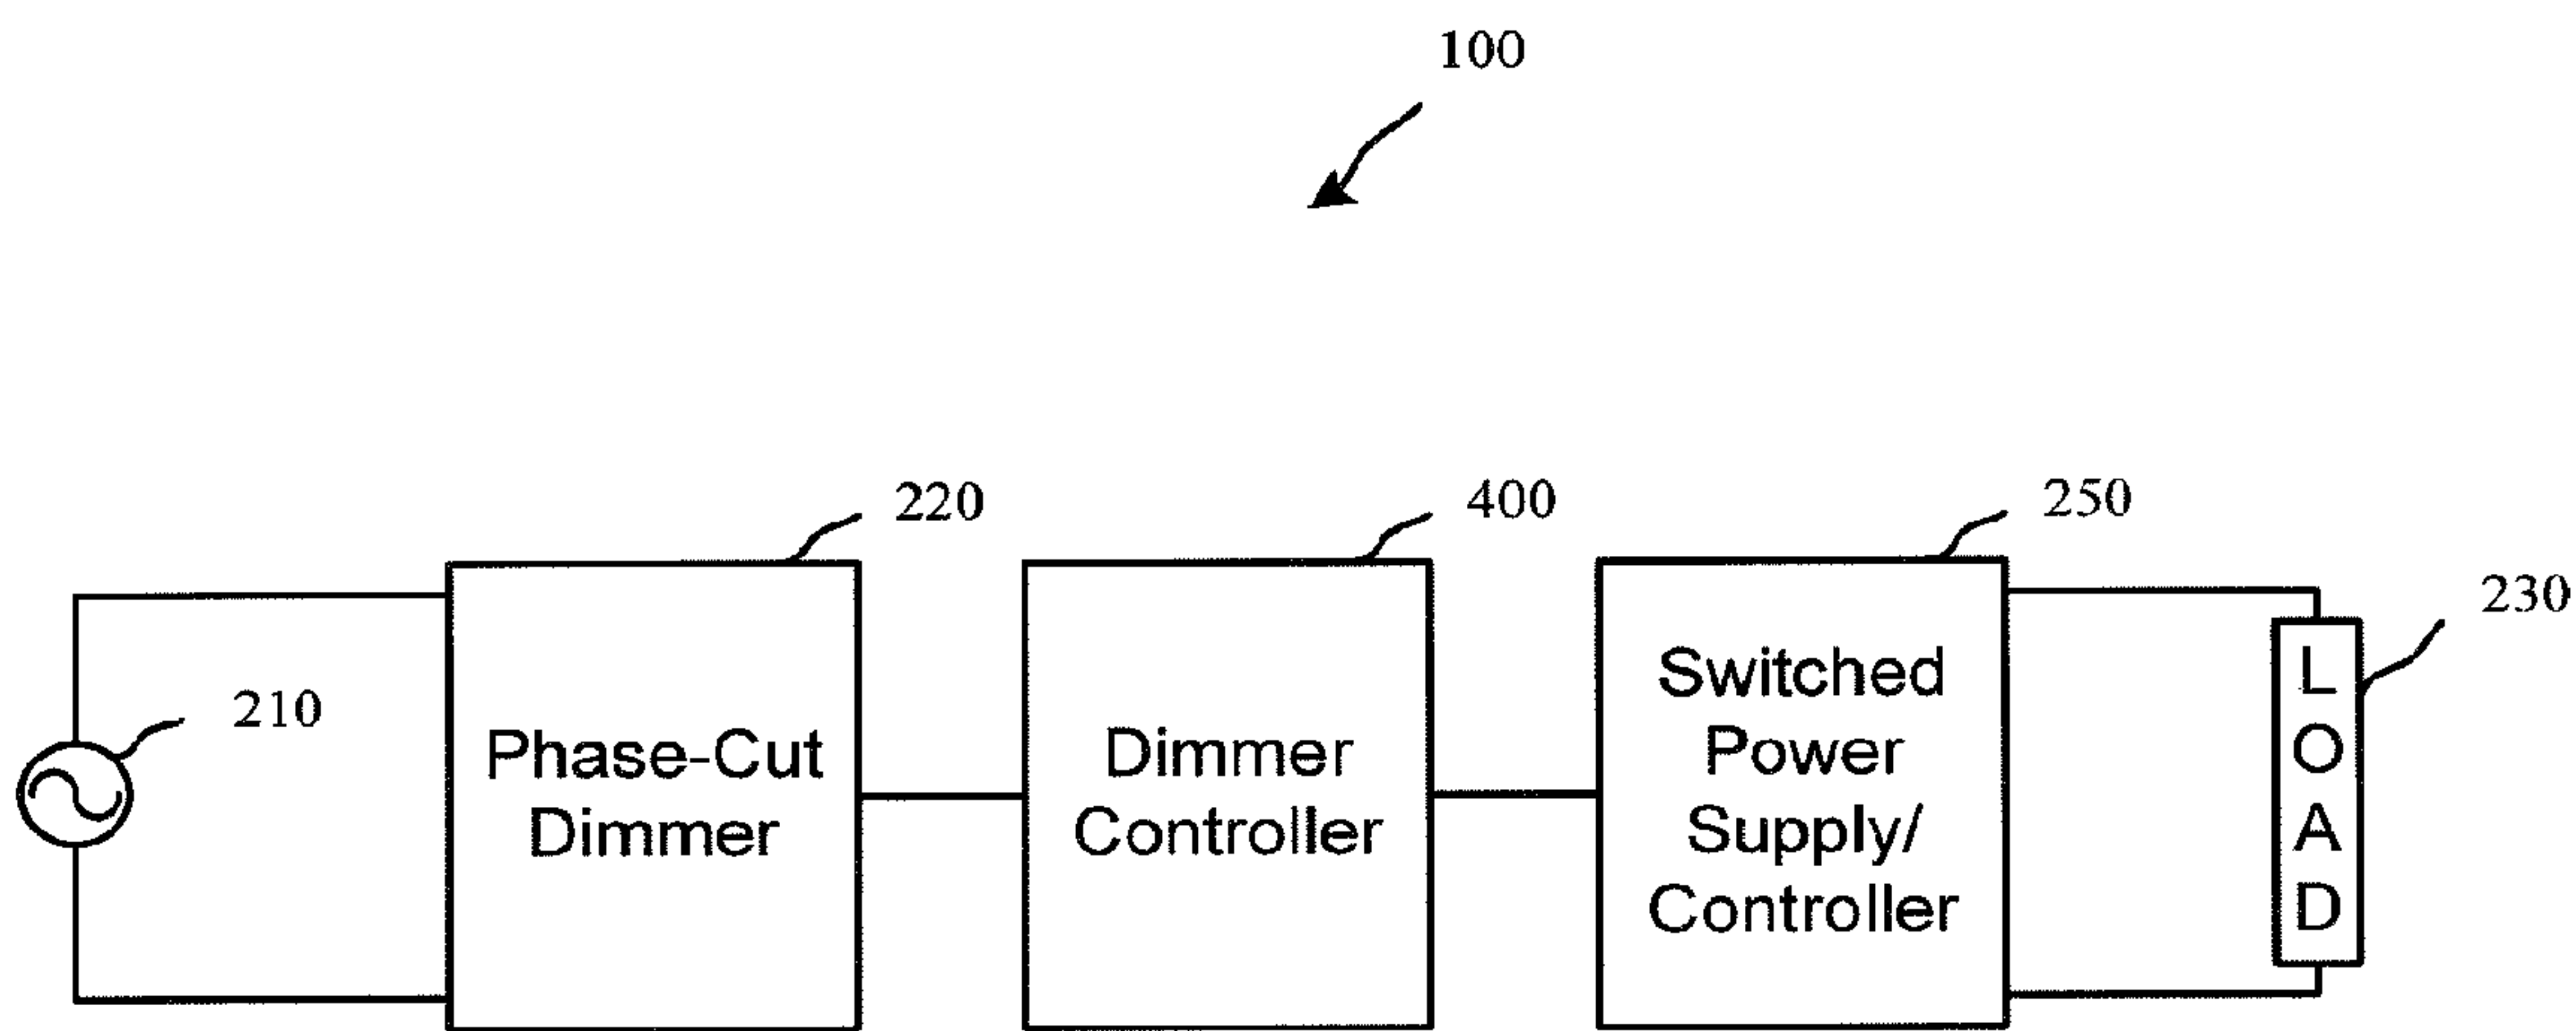 100
220
400
250
230
210
Phase-Cut
Dimmer
Dimmer
Controller
Switched
Power
Supply/
Controller
L
O
A
D